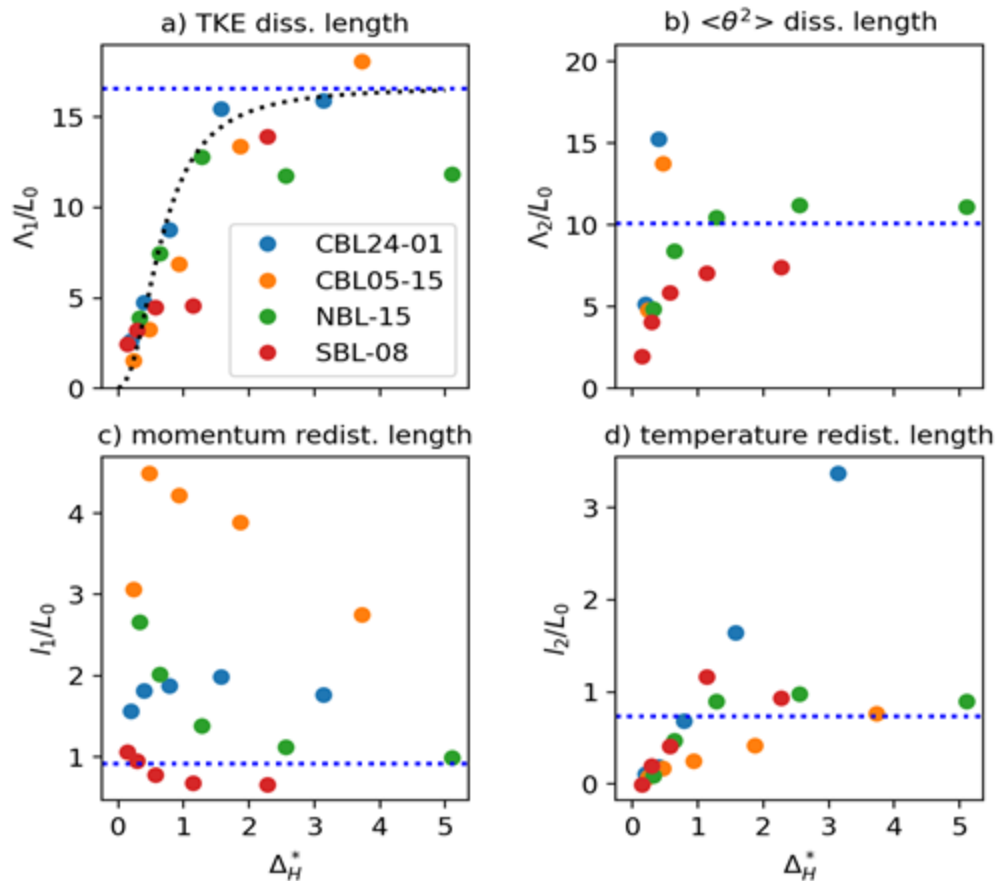 a) TKE diss. length
b) <θ²> diss. length
Λ₁/L₀
15
10
5
0
CBL24-01
CBL05-15
NBL-15
SBL-08
Λ₂/L₀
20
15
10
5
0
c) momentum redist. length
d) temperature redist. length
l₁/L₀
4
3
2
1
0 1 2 3 4 5
Δ*H
l₂/L₀
3
2
1
0
0 1 2 3 4 5
Δ*H